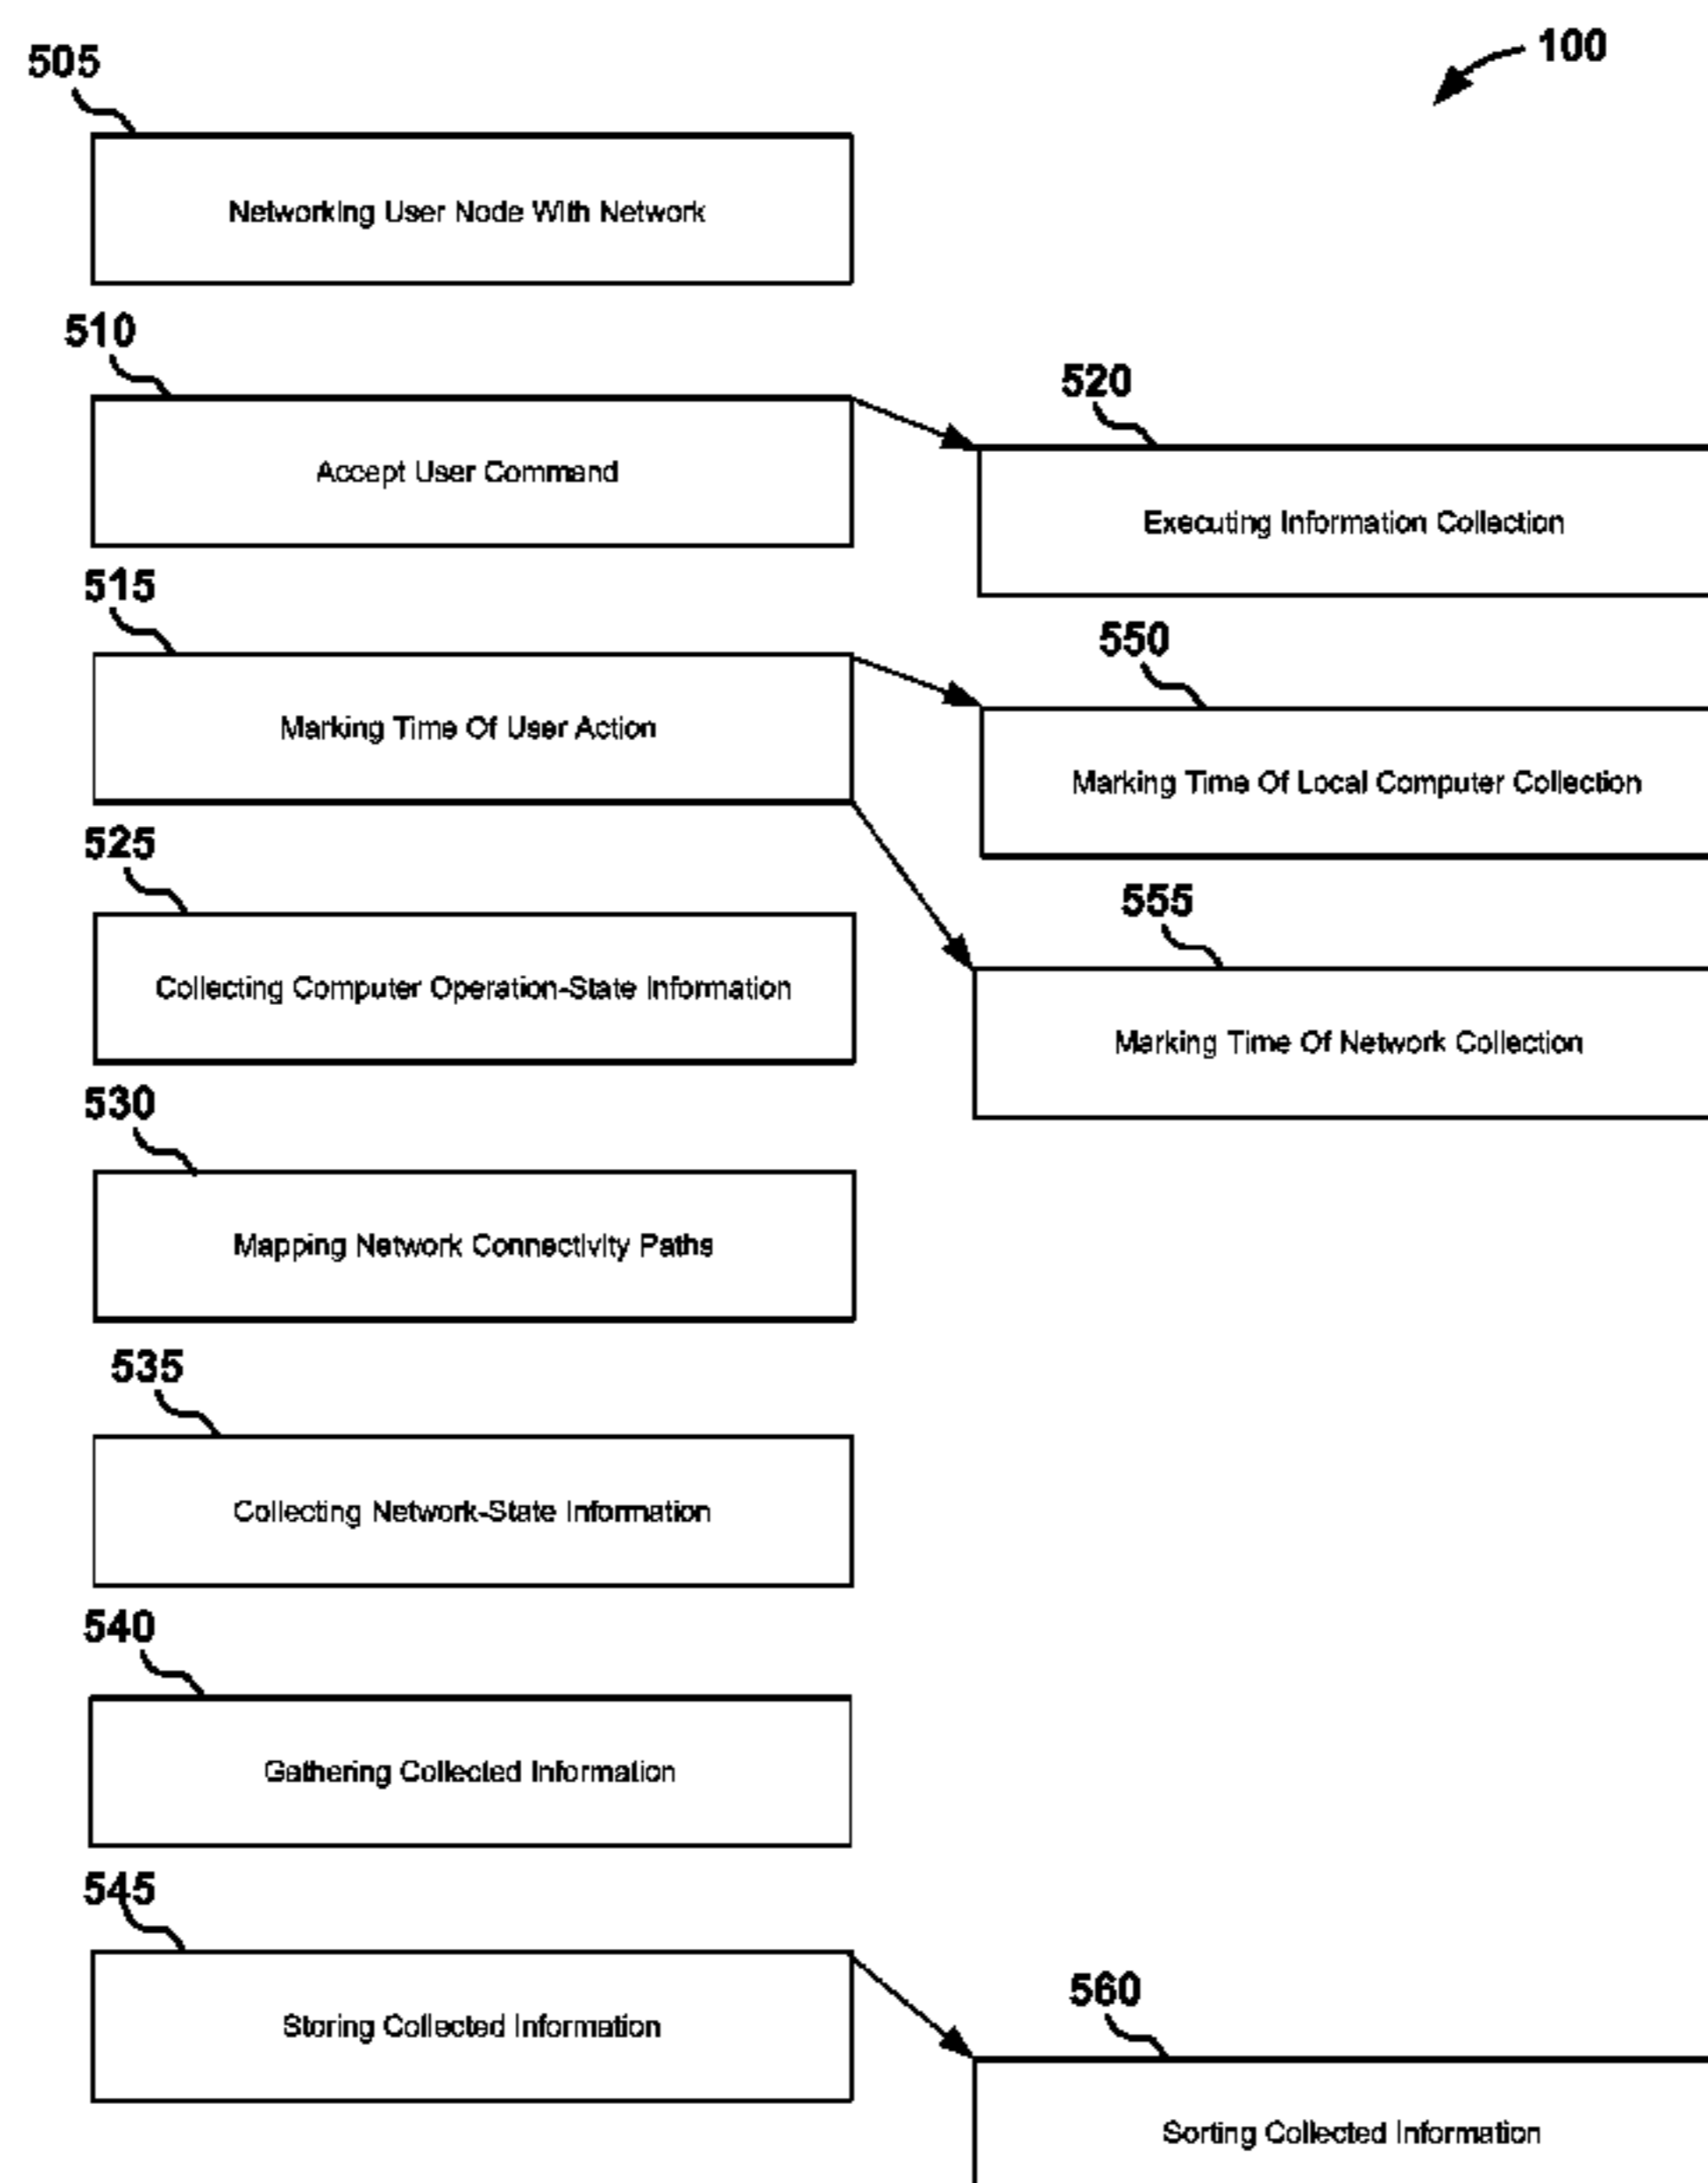 505
100
Networking User Node With Network
510
520
Accept User Command
Executing Information Collection
515
550
Marking Time Of User Action
Marking Time Of Local Computer Collection
525
555
Collecting Computer Operation-State Information
Marking Time Of Network Collection
530
Mapping Network Connectivity Paths
535
Collecting Network-State Information
540
Gathering Collected Information
545
560
Storing Collected Information
Sorting Collected Information